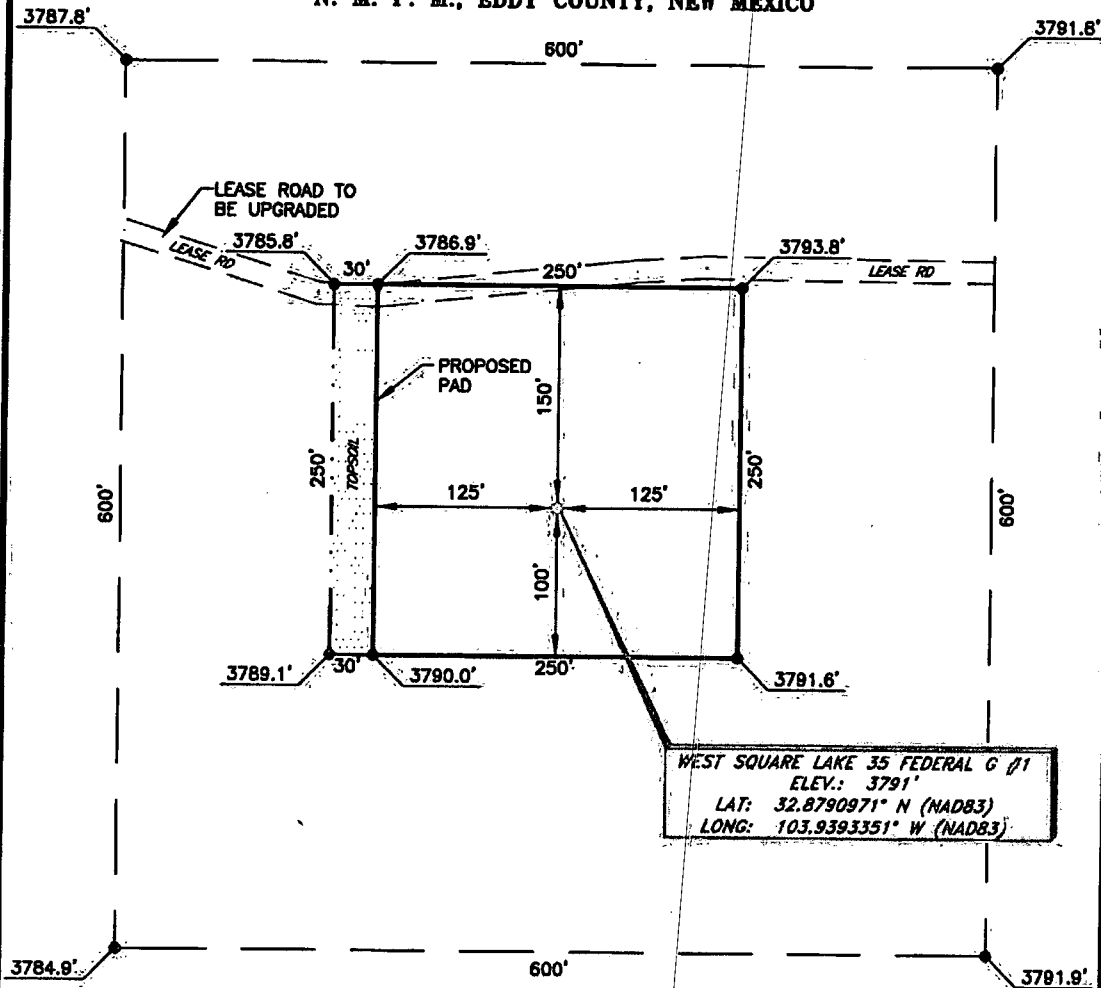 N. M. P. M., EDDY COUNTY, NEW MEXICO
3787.8'
600'
3791.8'
LEASE ROAD TO
BE UPGRADED
LEASE RD
3785.8'
30'
3786.9'
250'
3793.8'
LEASE RD
PROPOSED
PAD
150'
TOPSOIL
250'
125'
125'
250'
600'
600'
100'
3789.1'
30'
3790.0'
250'
3791.6'
WEST SQUARE LAKE 35 FEDERAL G #1
ELEV.: 3791'
LAT: 32.8790971° N (NAD83)
LONG: 103.9393351° W (NAD83)
3784.9'
600'
3791.9'